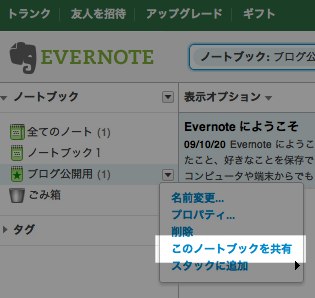 トランク 友人を招待 アップグレード ギフト
EVERNOTE
ノートブック: ブログ公
ノートブック
表示オプション
全てのノート (1)
ノートブック1
ブログ公開用 (1)
ごみ箱
タグ
Evernote にようこそ
09/10/20 Evernote にようこ
たこと、好きなことを保存で
コンピュータや端末からでも
名前変更...
プロパティ...
削除
このノートブックを共有
スタックに追加